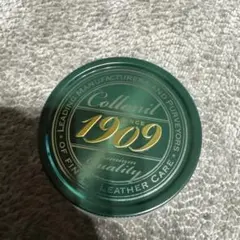 LEADING MANUFACTURERS AND PURVEYORS
OF FINE LEATHER CARE
Collonil
SINCE
1909
Quality